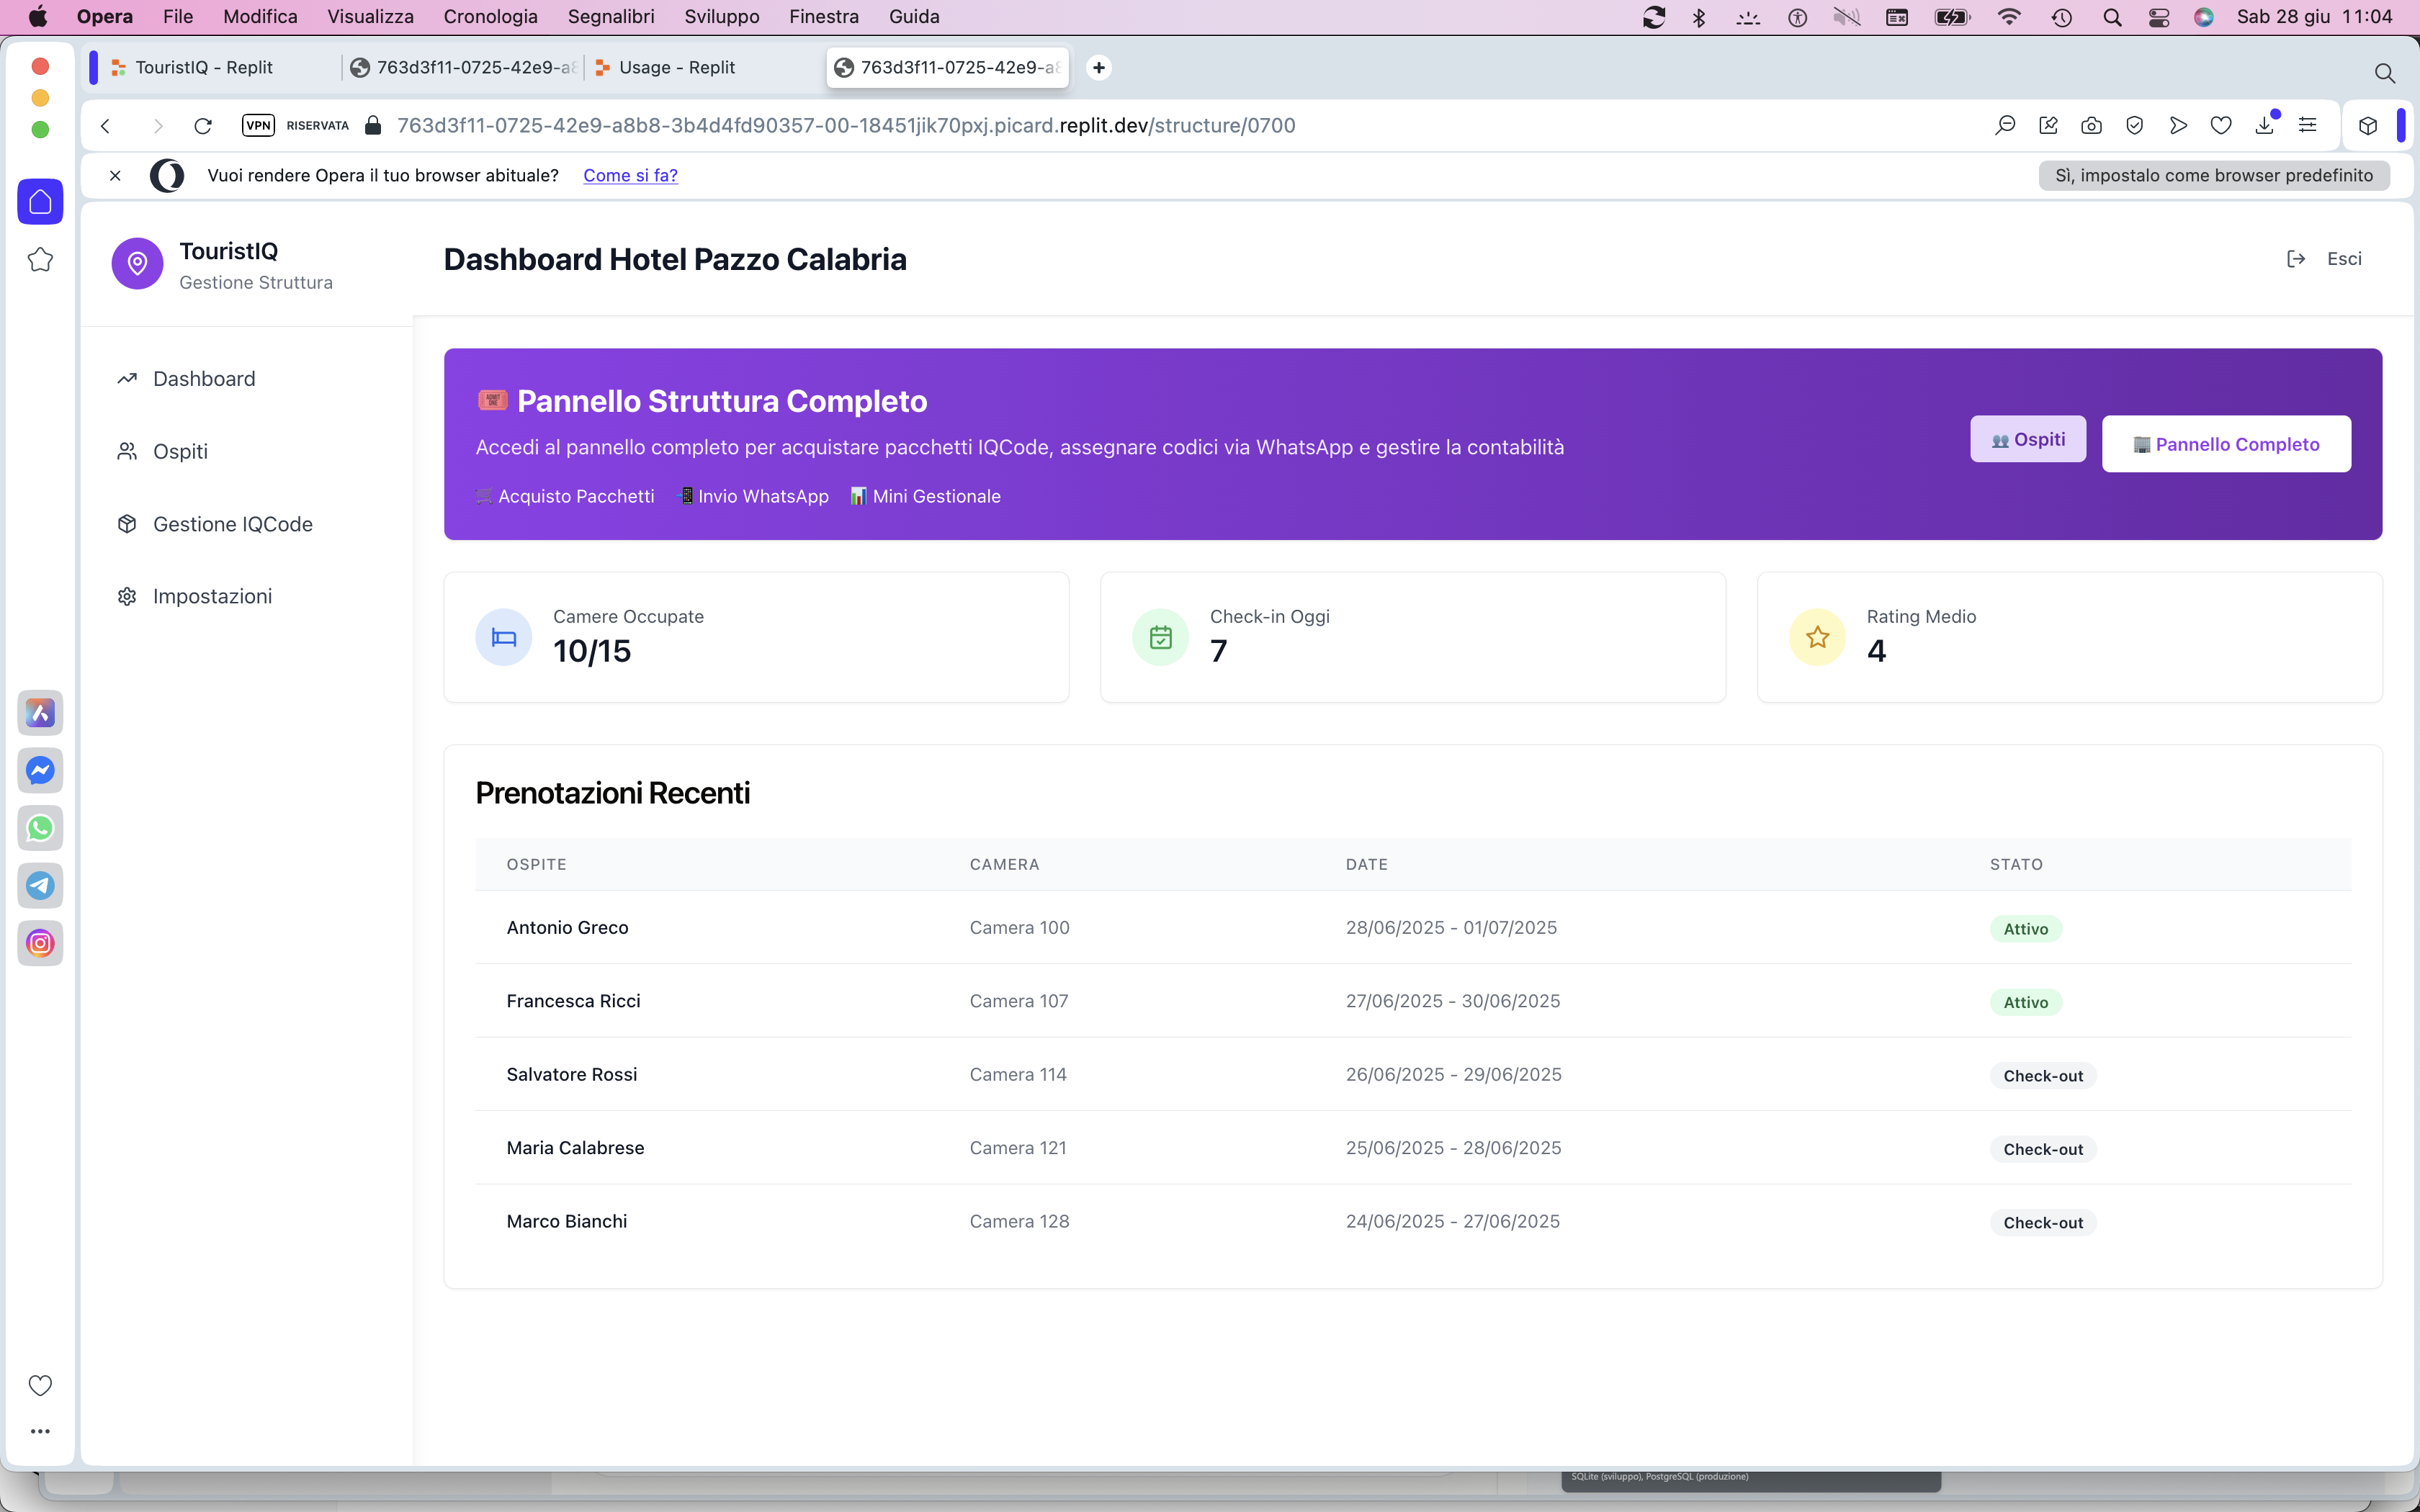 Opera File Modifica Visualizza Cronologia Segnalibri Sviluppo Finestra Guida Sab 28 giu 11:04
TouristIQ - Replit 763d3f11-0725-42e9-a8 Usage - Replit 763d3f11-0725-42e9-a8
VPN RISERVATA 763d3f11-0725-42e9-a8b8-3b4d4fd90357-00-18451jik70pxj.picard.replit.dev/structure/0700
Vuoi rendere Opera il tuo browser abituale? Come si fa? Sì, impostalo come browser predefinito
TouristIQ
Gestione Struttura
Dashboard Hotel Pazzo Calabria
Esci
Dashboard
Ospiti
Gestione IQCode
Impostazioni
Pannello Struttura Completo
Accedi al pannello completo per acquistare pacchetti IQCode, assegnare codici via WhatsApp e gestire la contabilità
Acquisto Pacchetti Invio WhatsApp Mini Gestionale
Ospiti Pannello Completo
Camere Occupate
10/15
Check-in Oggi
7
Rating Medio
4
Prenotazioni Recenti
OSPITE CAMERA DATE STATO
Antonio Greco Camera 100 28/06/2025 - 01/07/2025 Attivo
Francesca Ricci Camera 107 27/06/2025 - 30/06/2025 Attivo
Salvatore Rossi Camera 114 26/06/2025 - 29/06/2025 Check-out
Maria Calabrese Camera 121 25/06/2025 - 28/06/2025 Check-out
Marco Bianchi Camera 128 24/06/2025 - 27/06/2025 Check-out
SQLite (sviluppo), PostgreSQL (produzione)